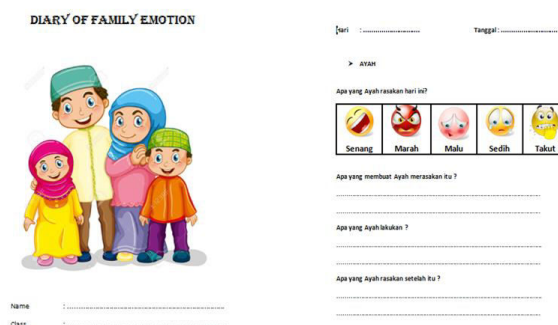 DIARY OF FAMILY EMOTION
Name : ........................................................
Class : ........................................................
Hari : ............................ Tanggal : ............................
➤ AYAH
Apa yang Ayah rasakan hari ini?
Senang Marah Malu Sedih Takut
Apa yang membuat Ayah merasakan itu ?
........................................................
........................................................
Apa yang Ayah lakukan ?
........................................................
........................................................
Apa yang Ayah rasakan setelah itu ?
........................................................
........................................................